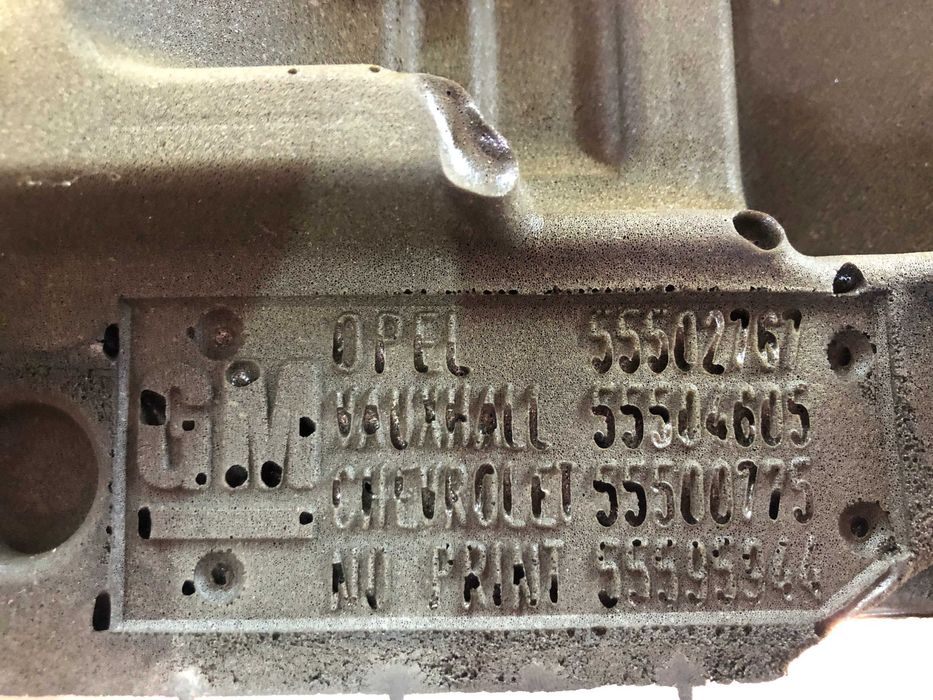 GM
OPEL 55502767
VAUXHALL 55504605
CHEVROLET 55500775
NO PRINT 55595944